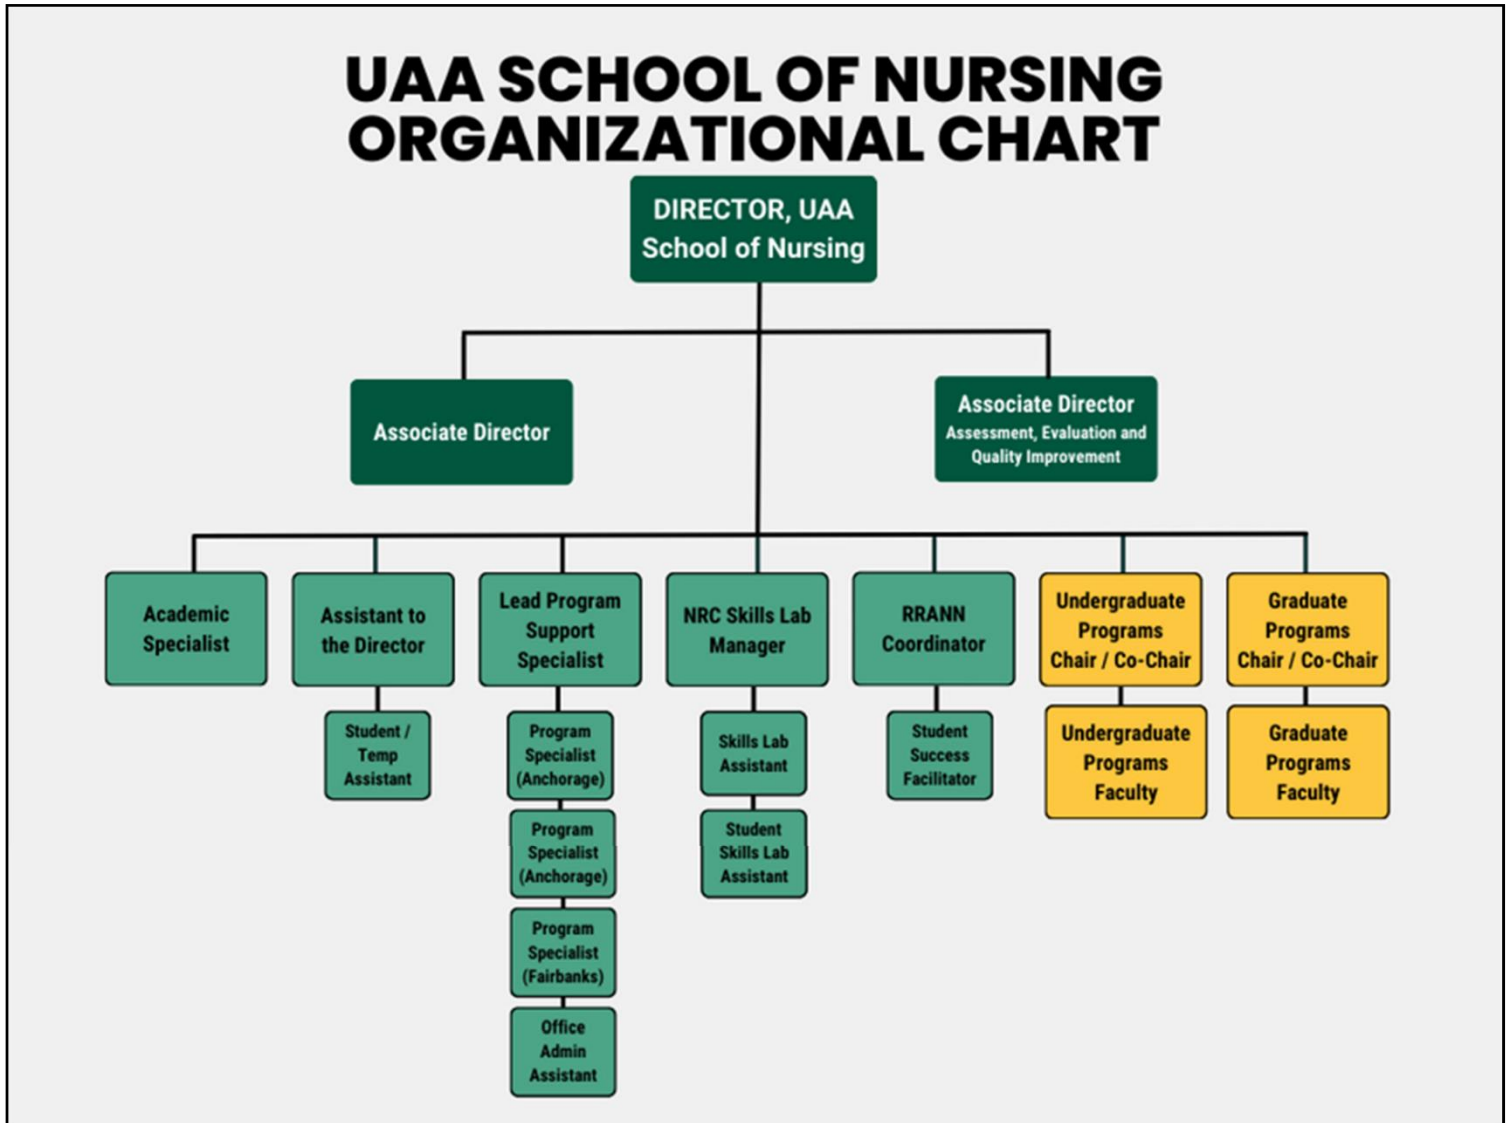 UAA SCHOOL OF NURSING
ORGANIZATIONAL CHART
DIRECTOR, UAA
School of Nursing
Associate Director
Associate Director
Assessment, Evaluation and
Quality Improvement
Academic
Specialist
Assistant to
the Director
Lead Program
Support
Specialist
NRC Skills Lab
Manager
RRANN
Coordinator
Undergraduate
Programs
Chair / Co-Chair
Graduate
Programs
Chair / Co-Chair
Student /
Temp
Assistant
Program
Specialist
(Anchorage)
Skills Lab
Assistant
Student
Success
Facilitator
Undergraduate
Programs
Faculty
Graduate
Programs
Faculty
Program
Specialist
(Anchorage)
Student
Skills Lab
Assistant
Program
Specialist
(Fairbanks)
Office
Admin
Assistant